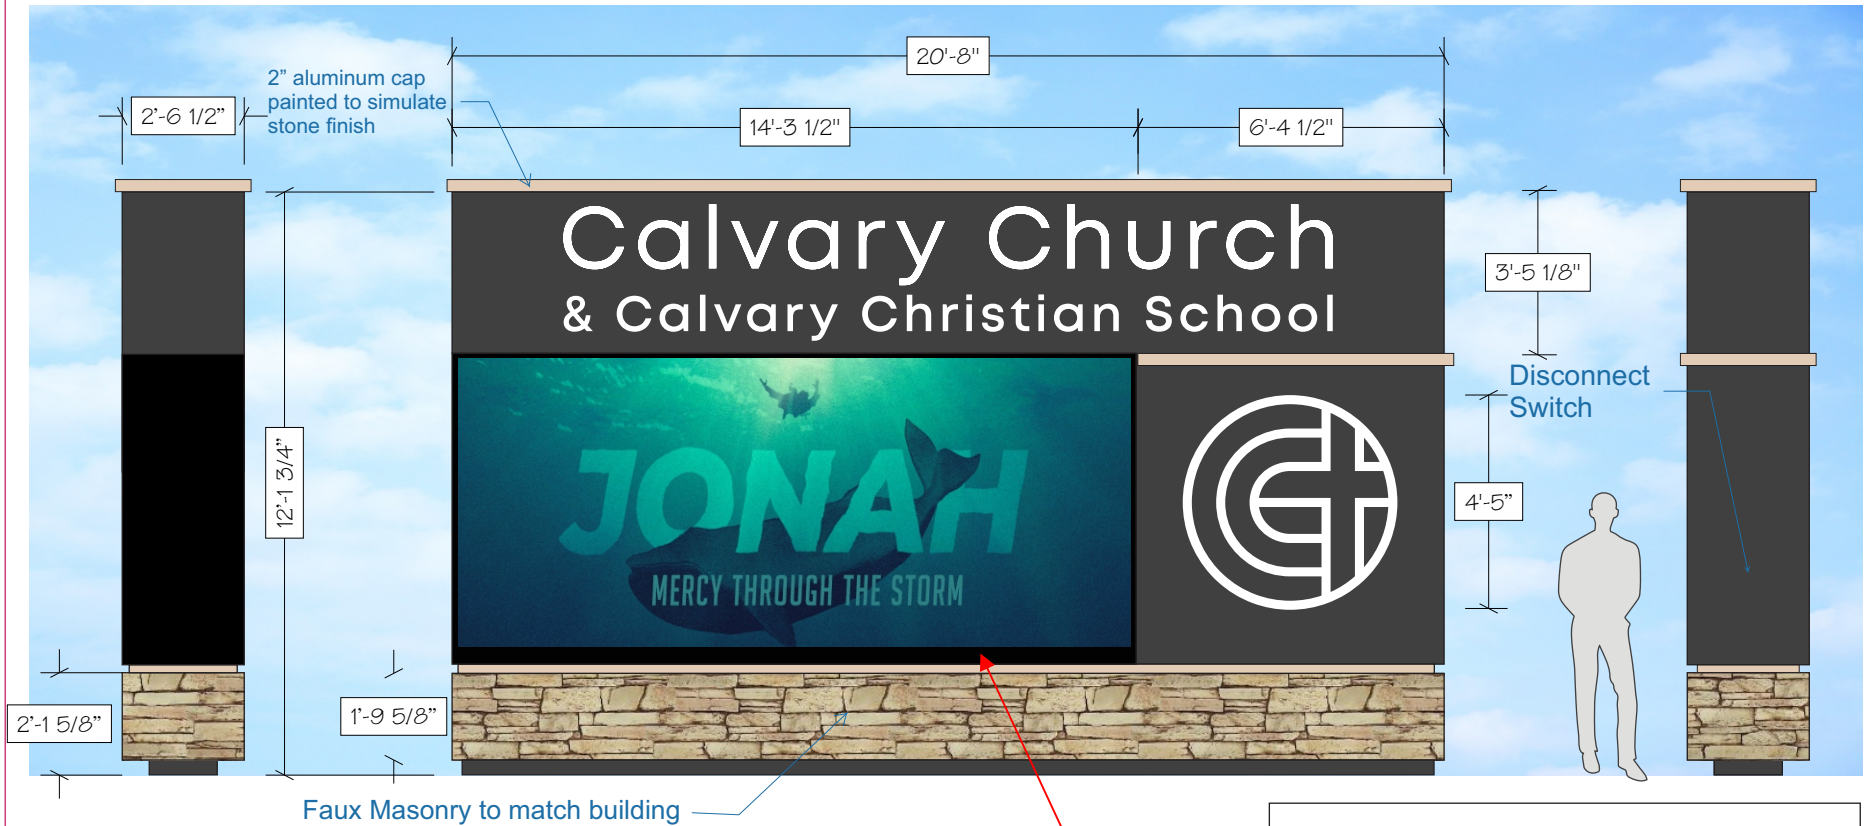 20'-8"
2" aluminum cap
painted to simulate
stone finish
2'-6 1/2"
14'-3 1/2"
6'-4 1/2"
Calvary Church
& Calvary Christian School
3'-5 1/8"
Disconnect
Switch
JONAH
MERCY THROUGH THE STORM
12'-1 3/4"
4'-5"
2'-1 5/8"
1'-9 5/8"
Faux Masonry to match building